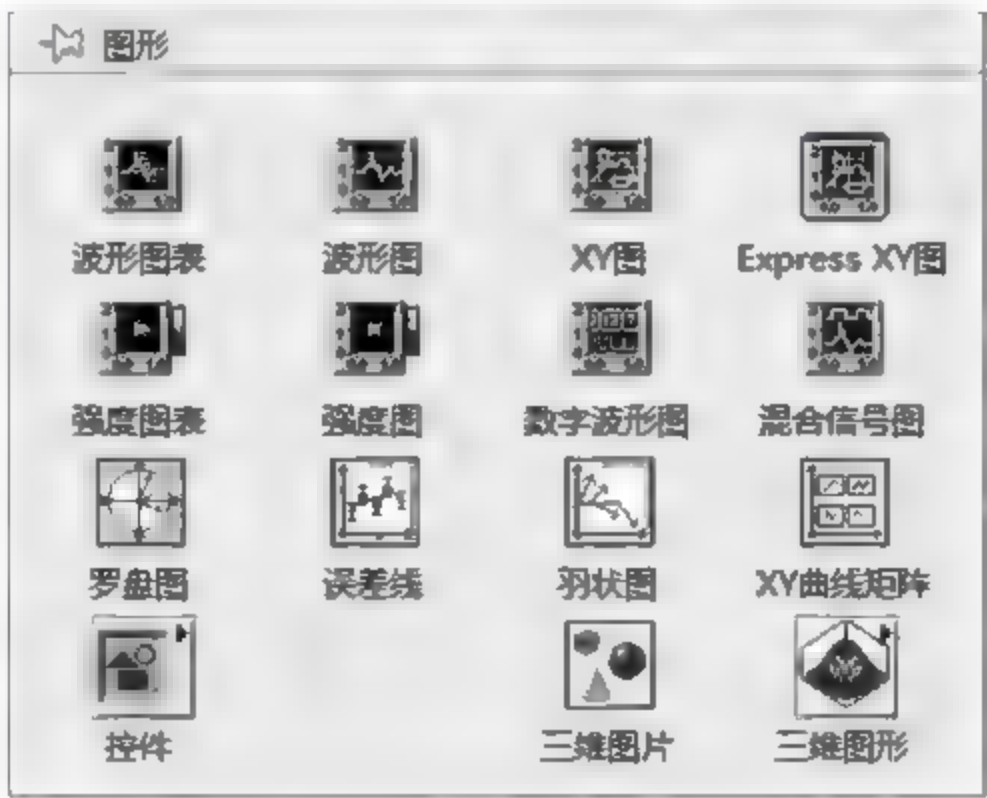 图形
波形图表 波形图 XY图 Express XY图
强度图表 强度图 数字波形图 混合信号图
罗盘图 误差线 羽状图 XY曲线矩阵
控件 三维图片 三维图形